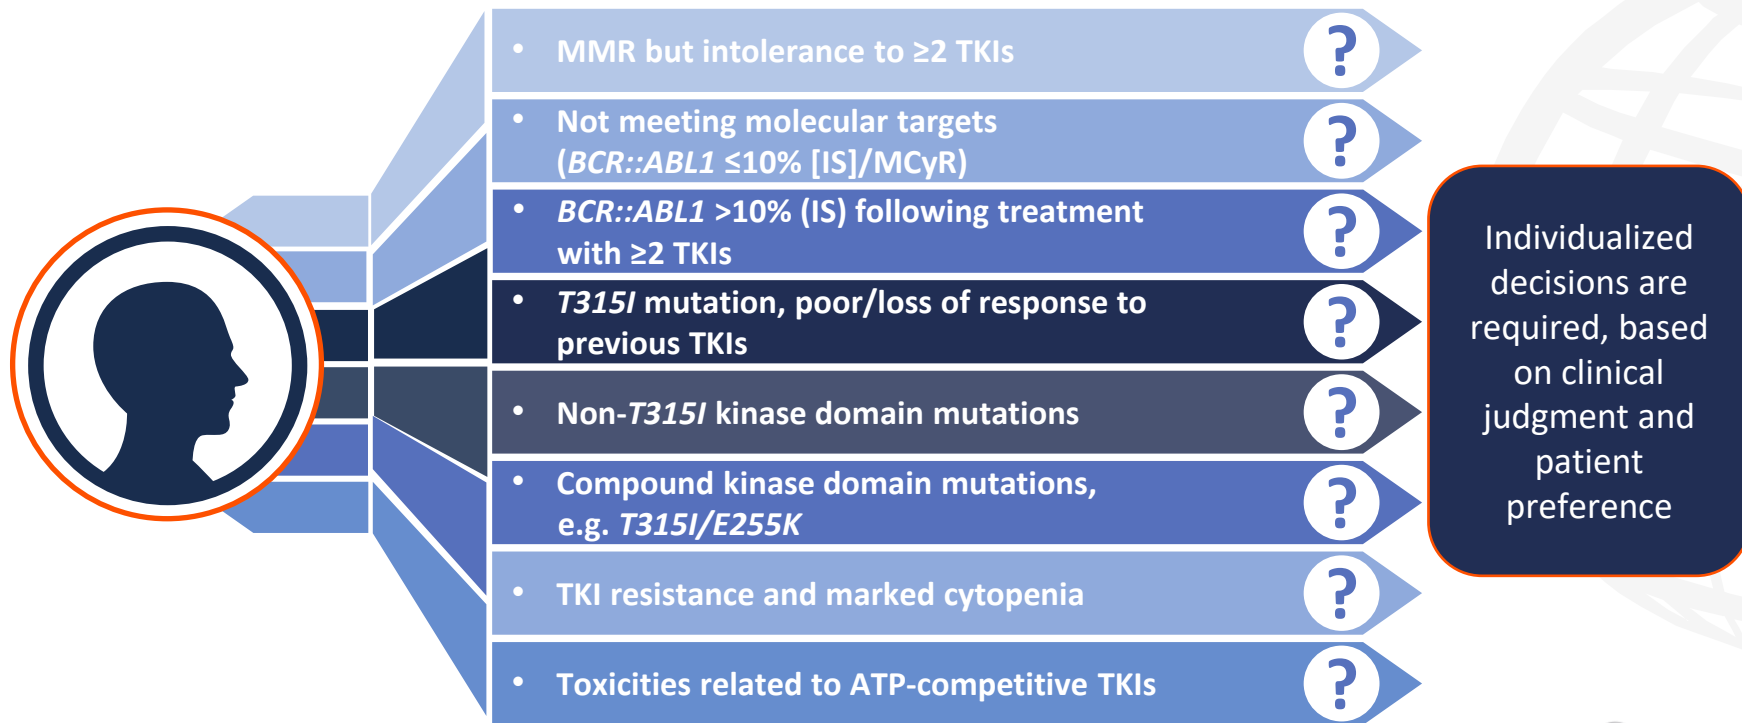 • MMR but intolerance to ≥2 TKIs
?
• Not meeting molecular targets
(BCR::ABL1 ≤10% [IS]/MCyR)
?
• BCR::ABL1 >10% (IS) following treatment
with ≥2 TKIs
?
• T315I mutation, poor/loss of response to
previous TKIs
?
• Non-T315I kinase domain mutations
?
• Compound kinase domain mutations,
e.g. T315I/E255K
?
• TKI resistance and marked cytopenia
?
• Toxicities related to ATP-competitive TKIs
?
Individualized
decisions are
required, based
on clinical
judgment and
patient
preference